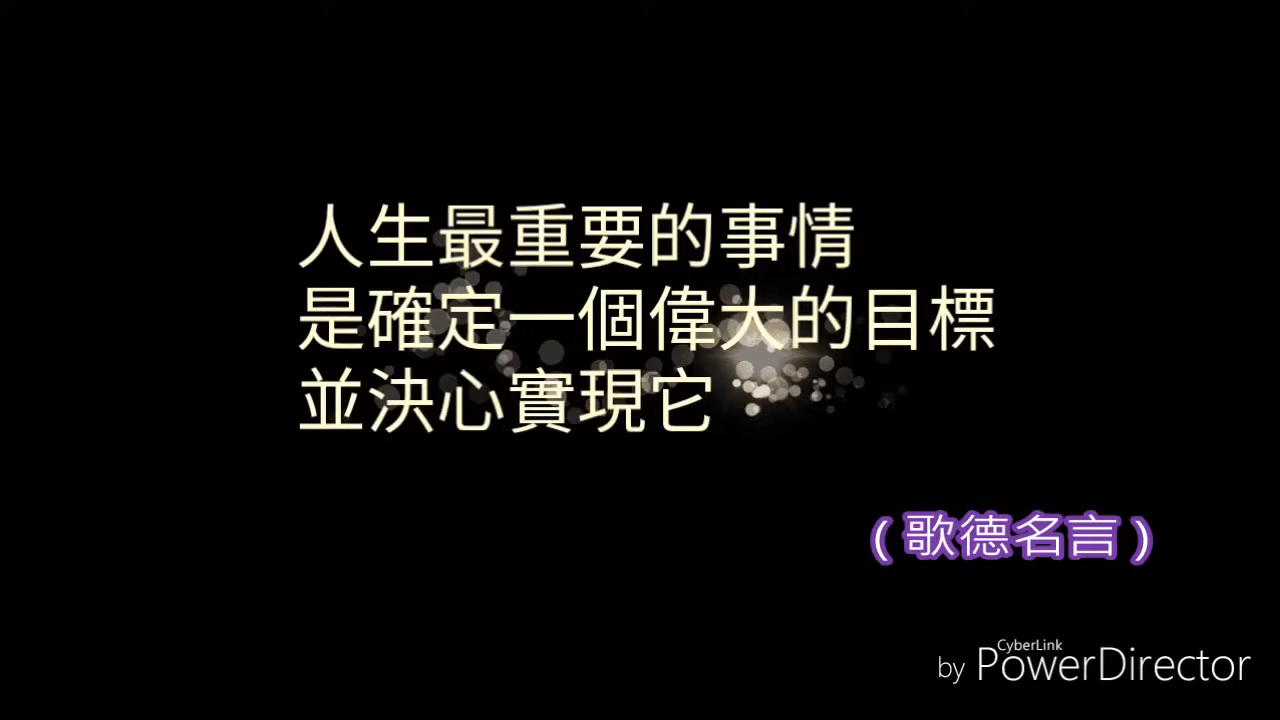 人生最重要的事情
是確定一個偉大的目標
並決心實現它
(歌德名言)
CyberLink
by PowerDirector